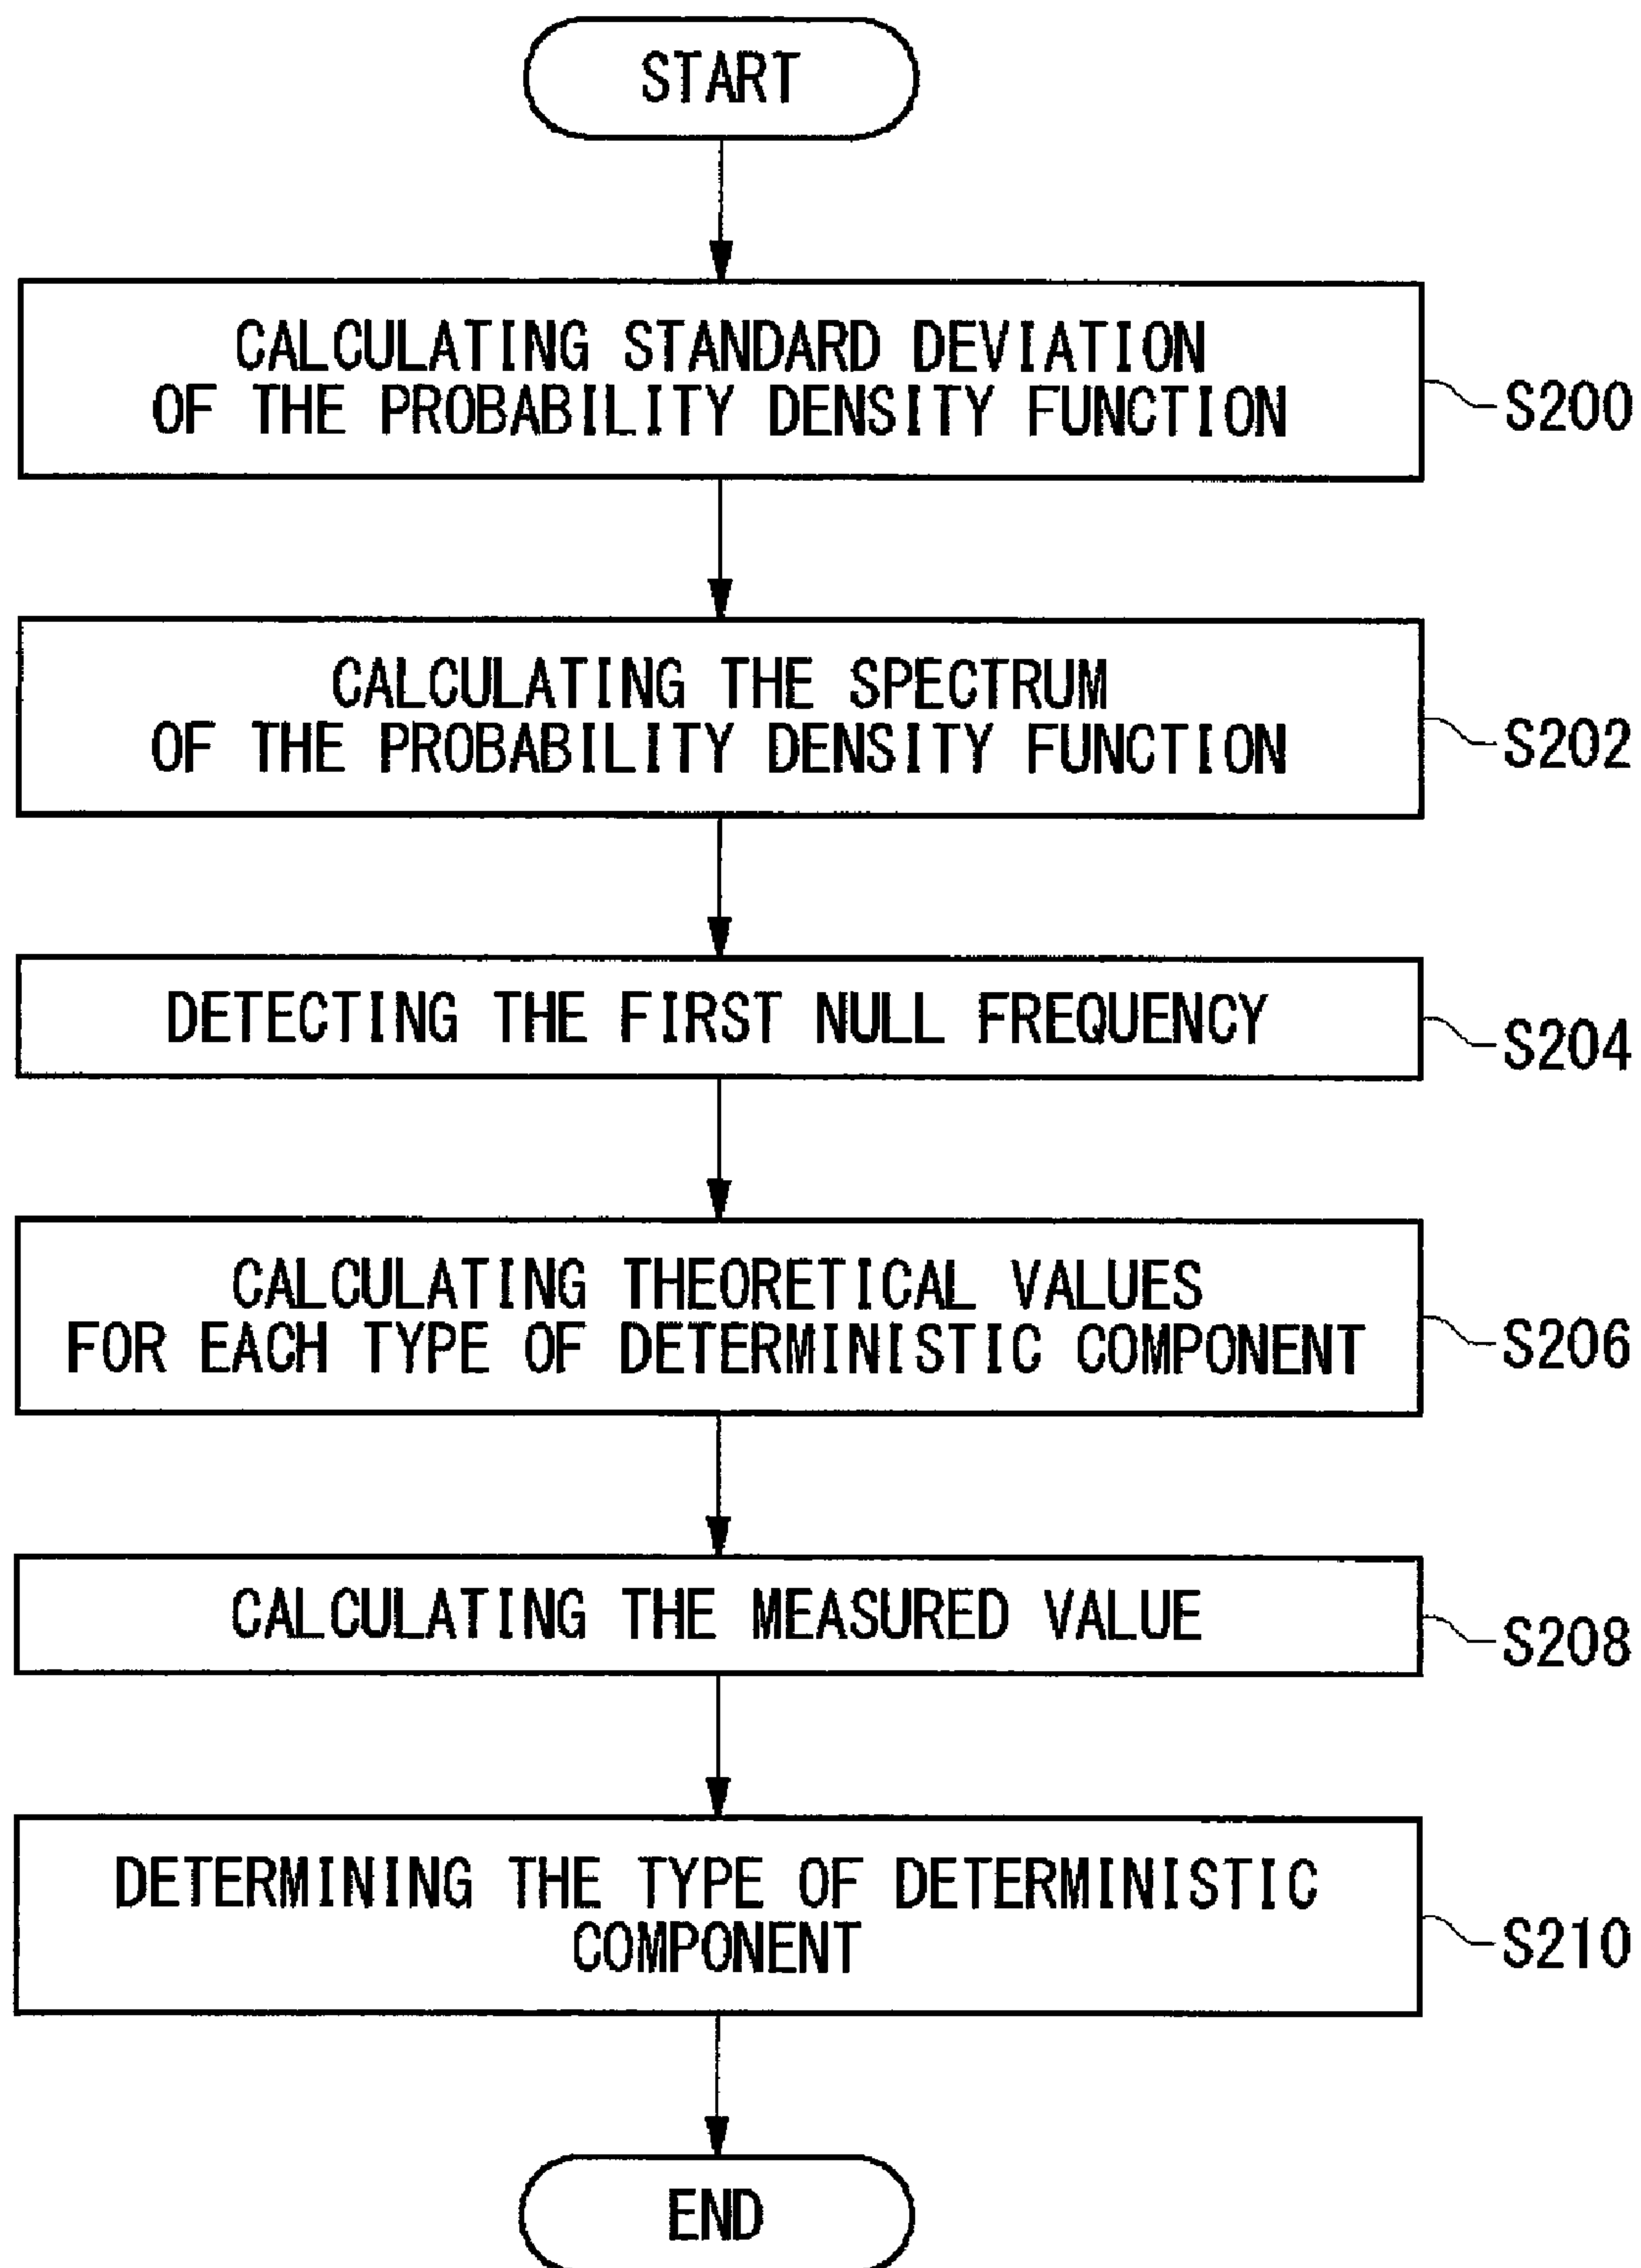 START
CALCULATING STANDARD DEVIATION
OF THE PROBABILITY DENSITY FUNCTION
S200
CALCULATING THE SPECTRUM
OF THE PROBABILITY DENSITY FUNCTION
S202
DETECTING THE FIRST NULL FREQUENCY
S204
CALCULATING THEORETICAL VALUES
FOR EACH TYPE OF DETERMINISTIC COMPONENT
S206
CALCULATING THE MEASURED VALUE
S208
DETERMINING THE TYPE OF DETERMINISTIC
COMPONENT
S210
END